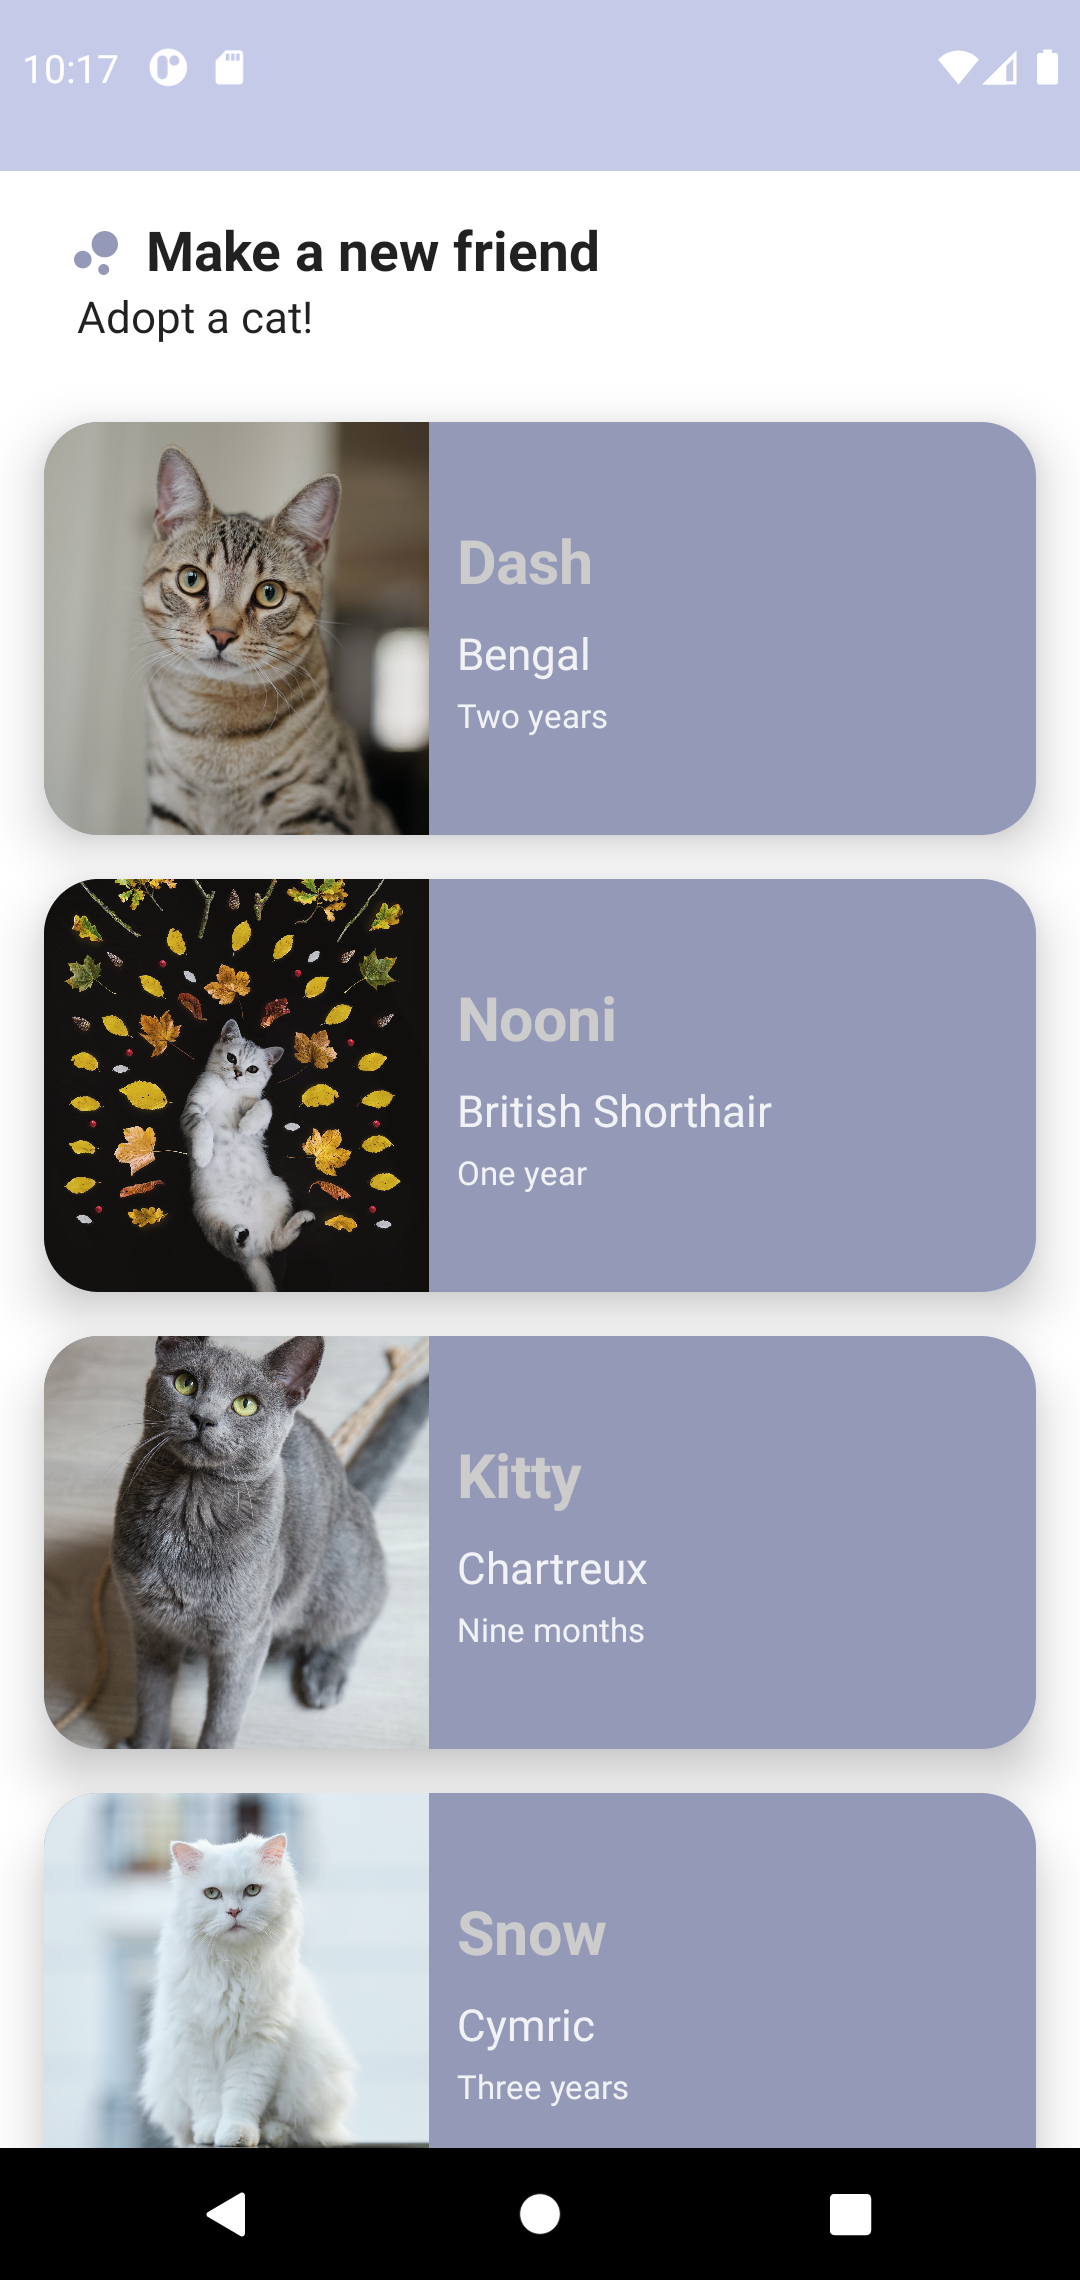 10:17
Make a new friend
Adopt a cat!
Dash
Bengal
Two years
Nooni
British Shorthair
One year
Kitty
Chartreux
Nine months
Snow
Cymric
Three years